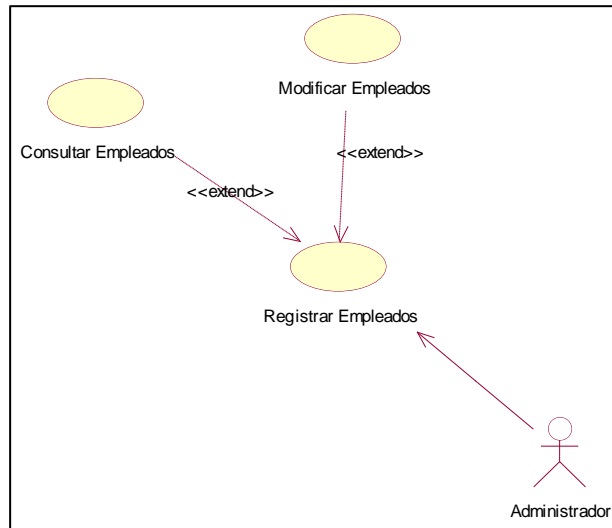 Modificar Empleados
Consultar Empleados
<<extend>>
<<extend>>
Registrar Empleados
Administrador